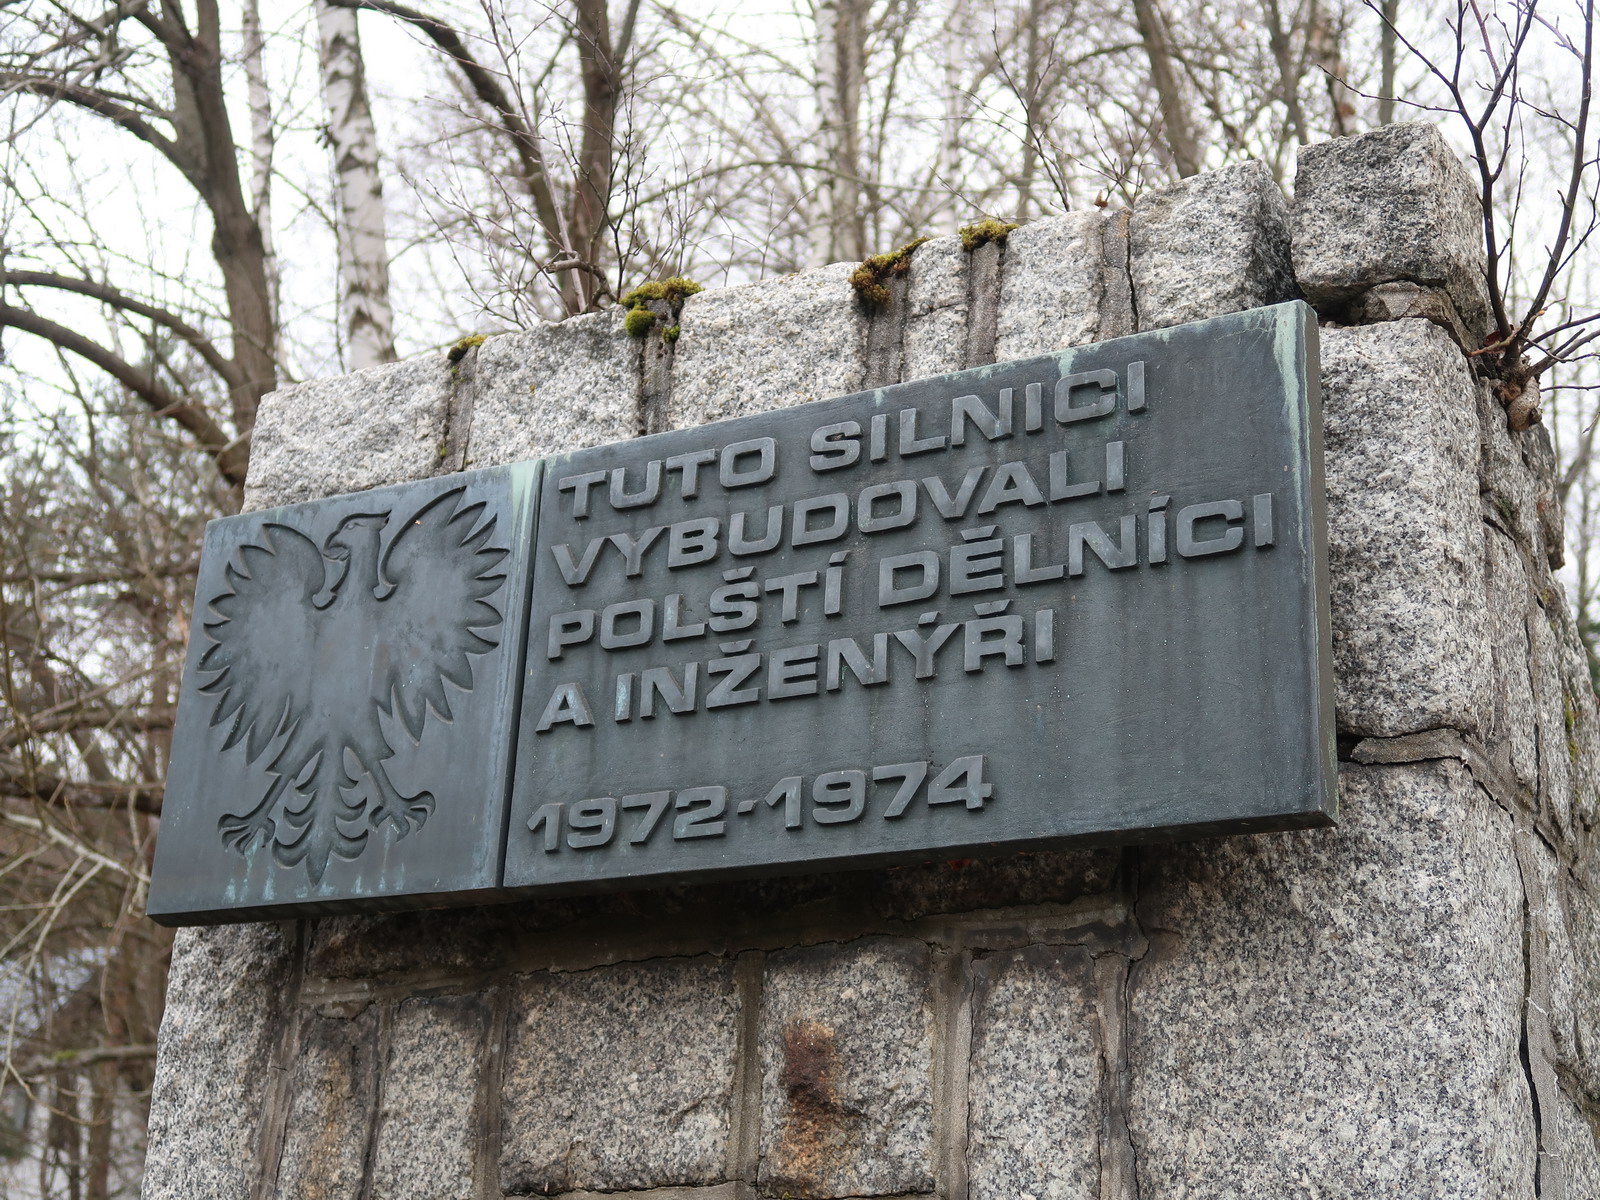 TUTO SILNICI
VYBUDOVALI
POLŠTÍ DĚLNÍCI
A INŽENÝŘI
1972-1974